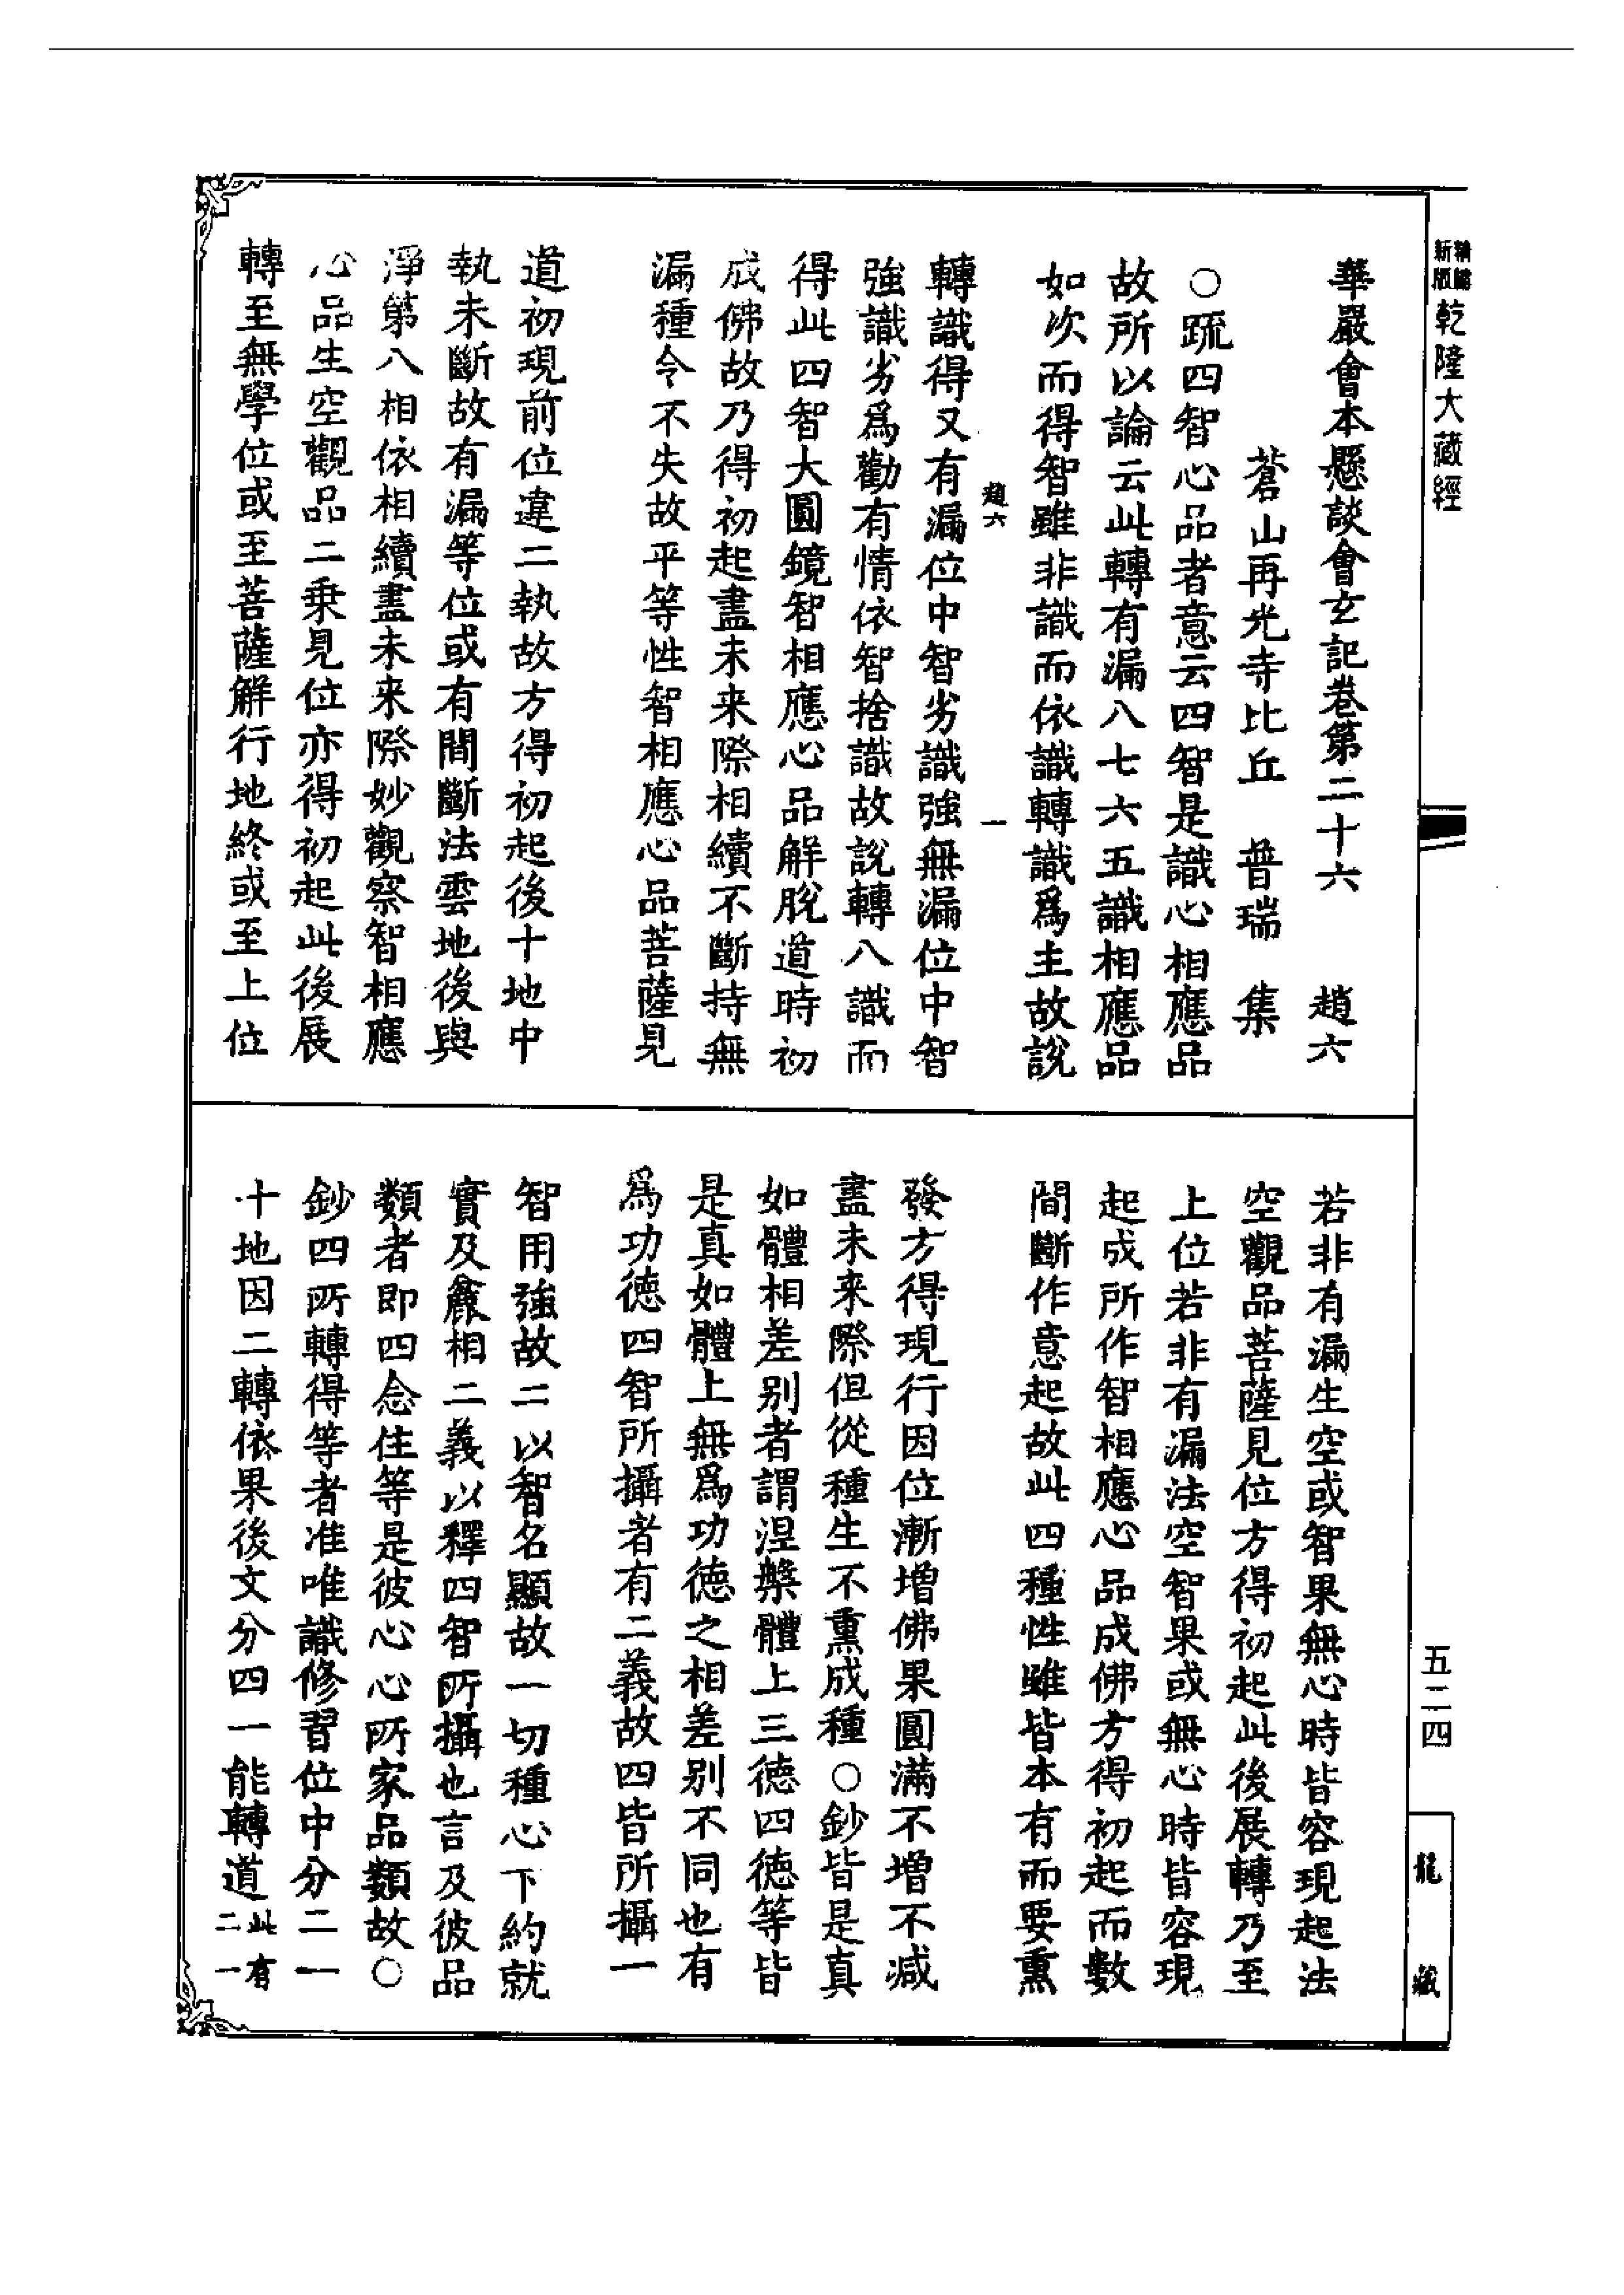 精縮新版乾隆大藏經
華嚴會本懸談會玄記卷第二十六　趙六
蒼山再光寺比丘　普瑞　集
○䟽四智心品者意云四智是識心相應品
故所以論云此轉有漏八七六五識相應品
如次而得智雖非識而依識轉識爲主故說
趙六　一
轉識得又有漏位中智劣識強無漏位中智
強識劣爲勸有情依智捨識故說轉八識而
得此四智大圓鏡智相應心品解脫道時初
成佛故乃得初起盡未来際相續不斷持無
漏種令不失故平等性智相應心品菩薩見
道初現前位違二執故方得初起後十地中
執未斷故有漏等位或有間斷法雲地後與
淨第八相依相續盡未来際妙觀察智相應
心品生空觀品二乗見位亦得初起此後展
轉至無學位或至菩薩解行地終或至上位
若非有漏生空或智果無心時皆容現起法
空觀品菩薩見位方得初起此後展轉乃至
上位若非有漏法空智果或無心時皆容現
起成所作智相應心品成佛方得初起而數
間斷作意起故此四種性雖皆本有而要熏
發方得現行因位漸增佛果圓滿不增不减
盡未来際但從種生不熏成種○鈔皆是真
如體相差别者謂涅槃體上三徳四徳等皆
是真如體上無爲功徳之相差别不同也有
爲功徳四智所攝者有二義故四皆所攝一
智用強故二以智名顯故一切種心下約就
實及麄相二義以釋四智所攝也言及彼品
類者即四念住等是彼心心所家品類故○
鈔四所轉得等者准唯識修習位中分二一
十地因二轉依果後文分四一能轉道此有二一
五二四
龍藏